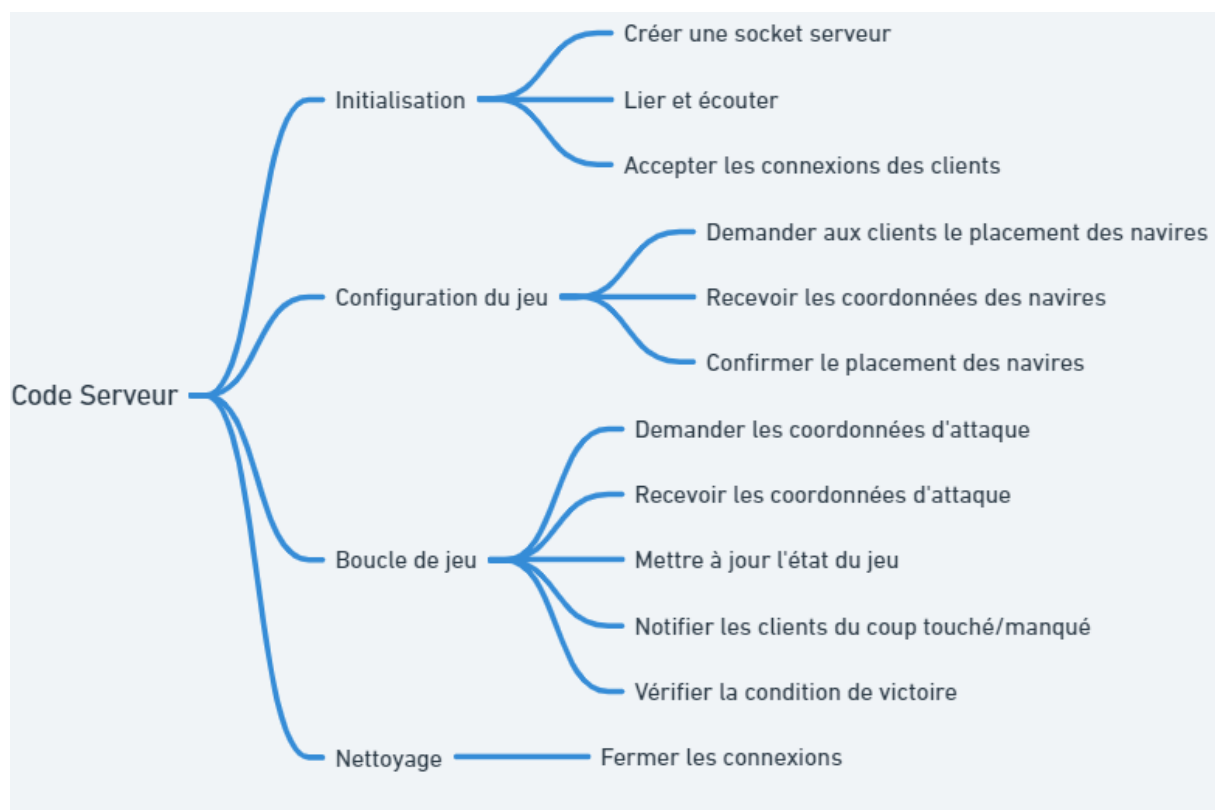 Code Serveur
Initialisation
Créer une socket serveur
Lier et écouter
Accepter les connexions des clients
Configuration du jeu
Demander aux clients le placement des navires
Recevoir les coordonnées des navires
Confirmer le placement des navires
Boucle de jeu
Demander les coordonnées d'attaque
Recevoir les coordonnées d'attaque
Mettre à jour l'état du jeu
Notifier les clients du coup touché/manqué
Vérifier la condition de victoire
Nettoyage
Fermer les connexions